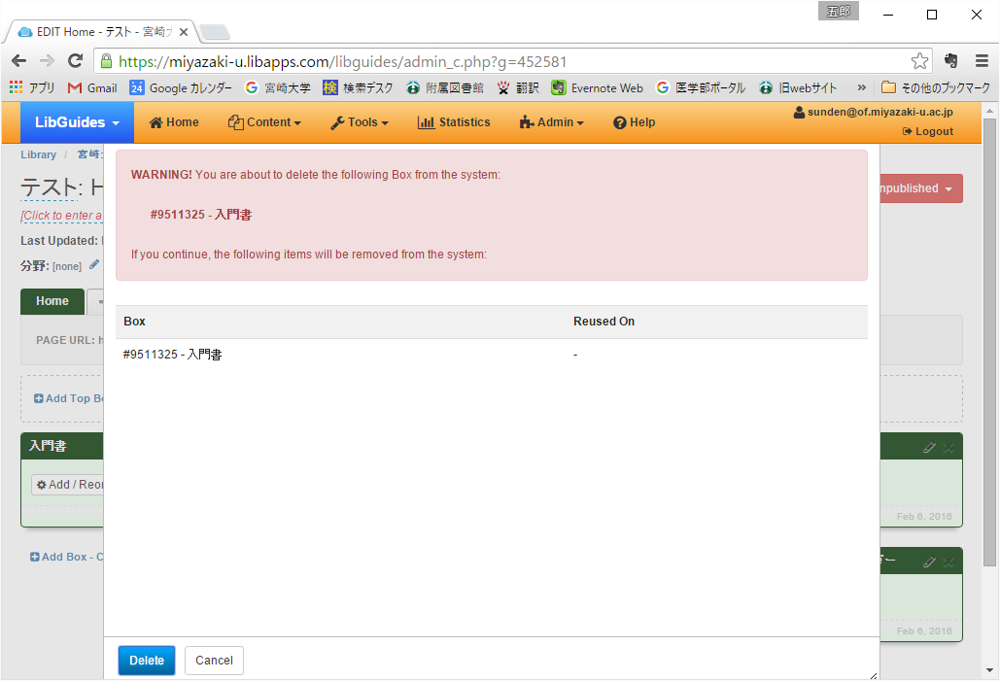 五郎
EDIT Home - テスト - 宮崎
https://miyazaki-u.libapps.com/libguides/admin_c.php?g=452581
アプリ Gmail 24 Google カレンダー 宮崎大学 検 検索デスク 附属図書館 翻訳 Evernote Web 医学部ポータル 旧webサイト » その他のブックマーク
LibGuides Home Content Tools Statistics Admin Help
sunden@of.miyazaki-u.ac.jp
Logout
Library / 宮崎
WARNING! You are about to delete the following Box from the system:
テスト: H
npublished
#9511325 - 入門書
[Click to enter a
Last Updated:
If you continue, the following items will be removed from the system:
分野: [none]
Home
Box Reused On
PAGE URL: h
#9511325 - 入門書 -
Add Top Bo
入門書
Add / Reor
Feb 6, 2016
Add Box - C
ー
Feb 6, 2016
Delete Cancel